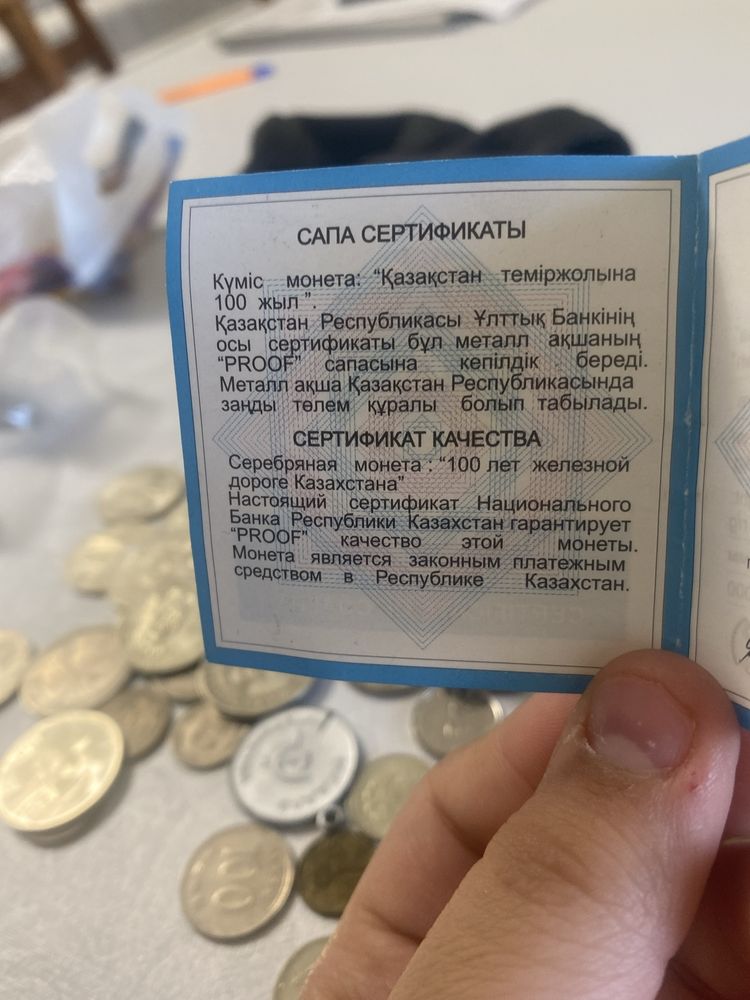 САПА СЕРТИФИКАТЫ
Күміс монета: “Қазақстан теміржолына
100 жыл ”.
Қазақстан Республикасы Ұлттық Банкінің
осы сертификаты бұл металл ақшаның
“PROOF” сапасына кепілдік береді.
Металл ақша Қазақстан Республикасында
заңды төлем құралы болып табылады.
СЕРТИФИКАТ КАЧЕСТВА
Серебряная монета : “100 лет железной
дороге Казахстана”
Настоящий сертификат Национального
Банка Республики Казахстан гарантирует
“PROOF” качество этой монеты.
Монета является законным платежным
средством в Республике Казахстан.
100